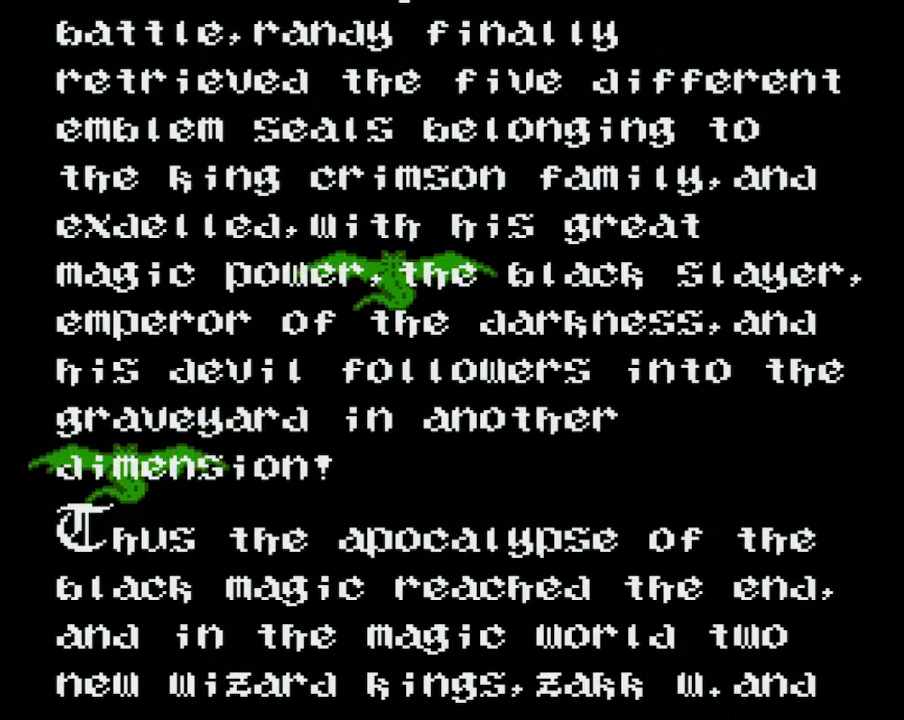 battle,randy finally
retrieved the five different
emblem seals belonging to
the king crimson family,and
exdelled,with his great
magic power,the black slayer,
emperor of the darkness,and
his devil followers into the
graveyard in another
dimension!
Thus the apocalypse of the
black magic reached the end,
and in the magic world two
new wizard kings,zakk w.and